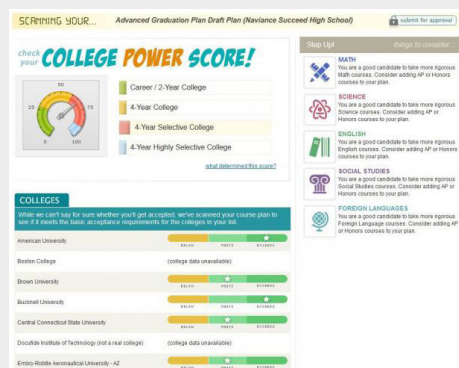 SCANNING YOUR...
Advanced Graduation Plan Draft Plan (Naviance Succeed High School)
submit for approval
check your COLLEGE POWER SCORE!
0
25
50
75
100
Career / 2-Year College
4-Year College
4-Year Selective College
4-Year Highly Selective College
what determined this score?
Step Up!
things to consider...
MATH
You are a good candidate to take more rigorous
Math courses. Consider adding AP or Honors
courses to your plan.
SCIENCE
You are a good candidate to take more rigorous
Science courses. Consider adding AP or
Honors courses to your plan.
ENGLISH
You are a good candidate to take more rigorous
English courses. Consider adding AP or Honors
courses to your plan.
SOCIAL STUDIES
You are a good candidate to take more rigorous
Social Studies courses. Consider adding AP or
Honors courses to your plan.
FOREIGN LANGUAGES
You are a good candidate to take more rigorous
Foreign Language courses. Consider adding AP
or Honors courses to your plan.
COLLEGES
While we can't say for sure whether you'll get accepted, we've scanned your course plan to
see if it meets the basic acceptance requirements for the colleges in your list.
American University
BELOW MEETS EXCEEDS
Boston College (college data unavailable)
Brown University
BELOW MEETS EXCEEDS
Bucknell University
BELOW MEETS EXCEEDS
Central Connecticut State University
BELOW MEETS EXCEEDS
Docufide Institute of Technology (not a real college) (college data unavailable)
Embry-Riddle Aeronautical University - AZ
BELOW MEETS EXCEEDS